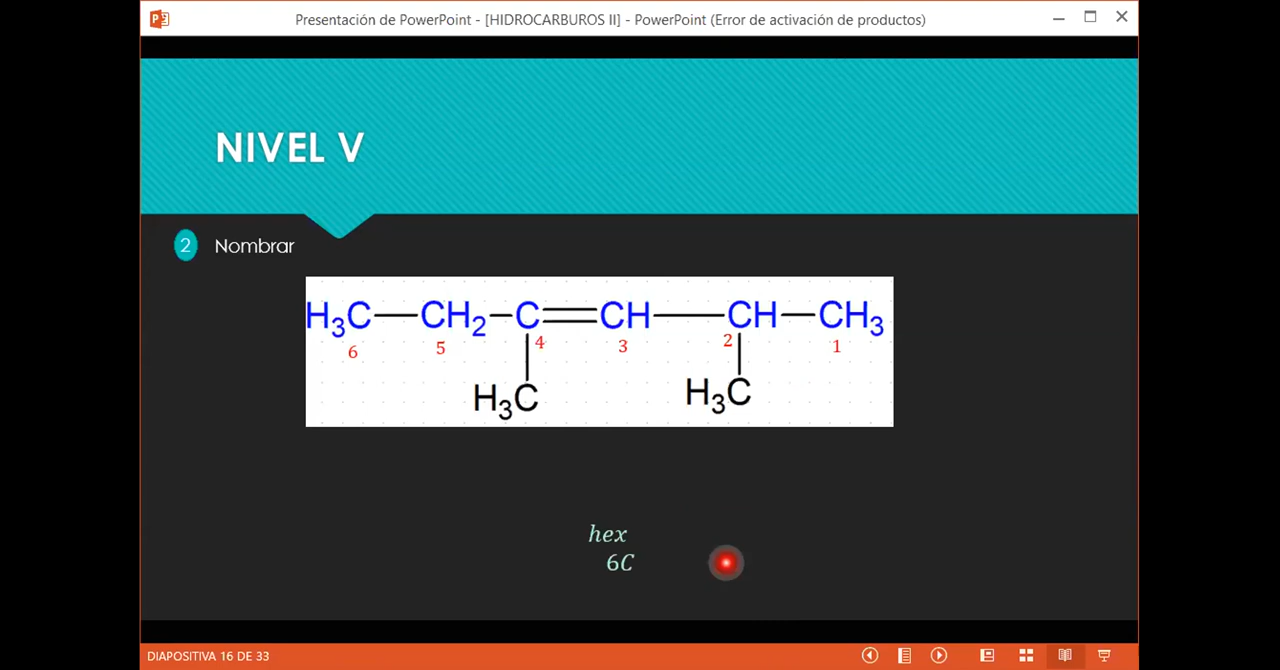 Presentación de PowerPoint - [HIDROCARBUROS II] - PowerPoint (Error de activación de productos)
NIVEL V
2 Nombrar
H3C—CH2—C=CH—CH—CH3
6 5 4 3 2 1
H3C H3C
hex
6C
DIAPOSITIVA 16 DE 33